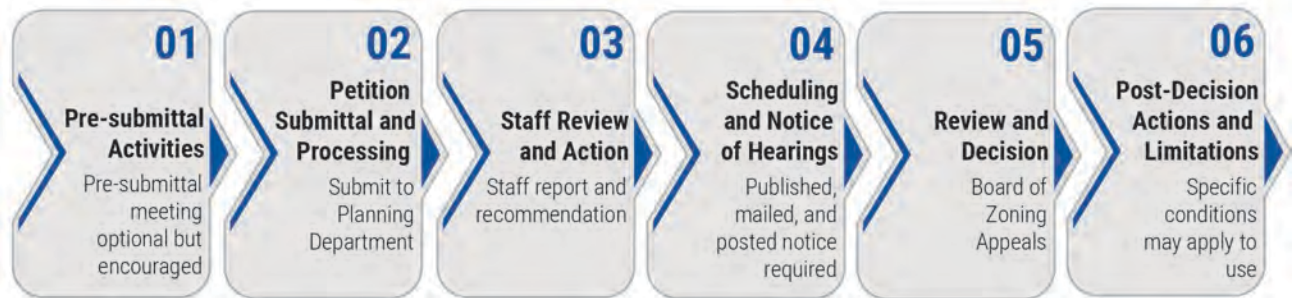 01
Pre-submittal
Activities
Pre-submittal
meeting
optional but
encouraged
02
Petition
Submittal and
Processing
Submit to
Planning
Department
03
Staff Review
and Action
Staff report and
recommendation
04
Scheduling
and Notice
of Hearings
Published,
mailed, and
posted notice
required
05
Review and
Decision
Board of
Zoning
Appeals
06
Post-Decision
Actions and
Limitations
Specific
conditions
may apply to
use